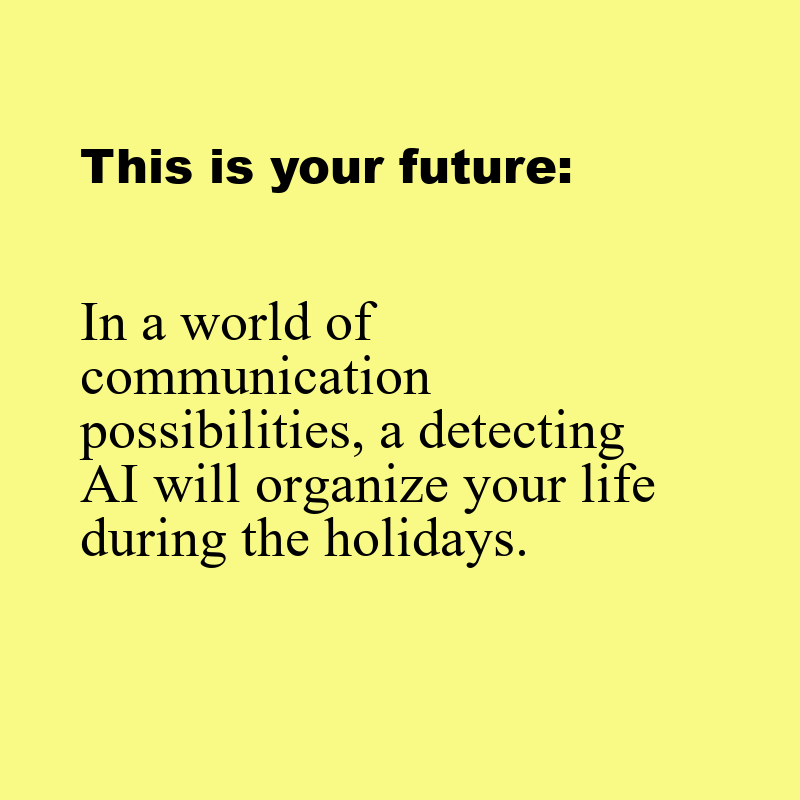 This is your future:
In a world of
communication
possibilities, a detecting
AI will organize your life
during the holidays.